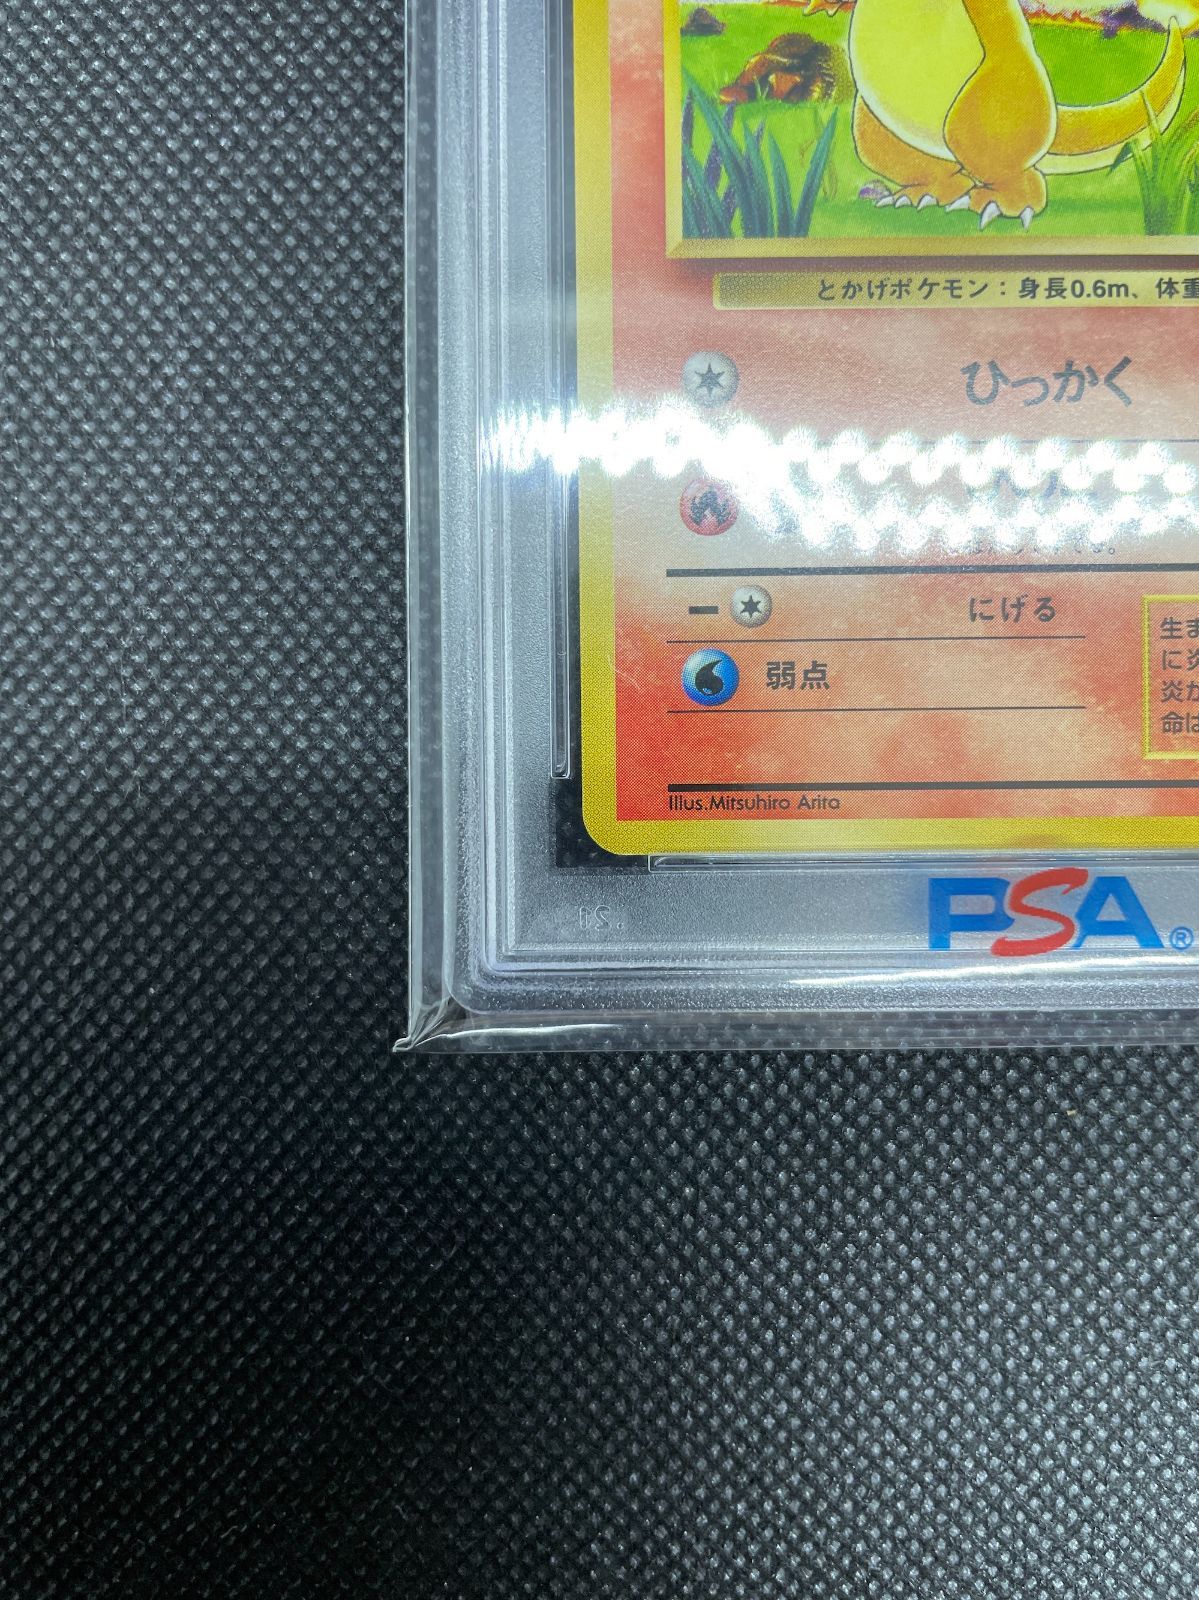 とかげポケモン：身長0.6m、体重
ひっかく
にげる
生ま
に炎
弱点
炎が
命は
Illus.Mitsuhiro Arita
PSA®